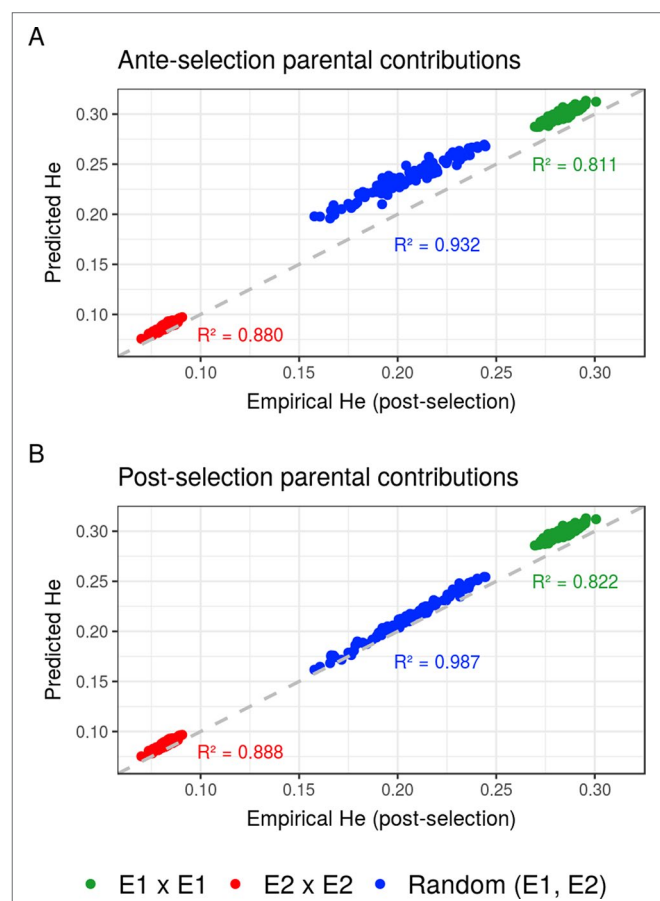 A
Ante-selection parental contributions
Predicted He
0.30
0.25
0.20
0.15
0.10
R² = 0.811
R² = 0.932
R² = 0.880
0.10 0.15 0.20 0.25 0.30
Empirical He (post-selection)
B
Post-selection parental contributions
Predicted He
0.30
0.25
0.20
0.15
0.10
R² = 0.822
R² = 0.987
R² = 0.888
0.10 0.15 0.20 0.25 0.30
Empirical He (post-selection)
E1 x E1 E2 x E2 Random (E1, E2)